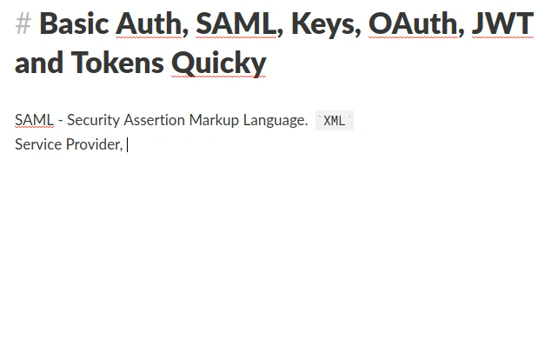 # Basic Auth, SAML, Keys, OAuth, JWT
and Tokens Quicky
SAML - Security Assertion Markup Language. `XML`
Service Provider,